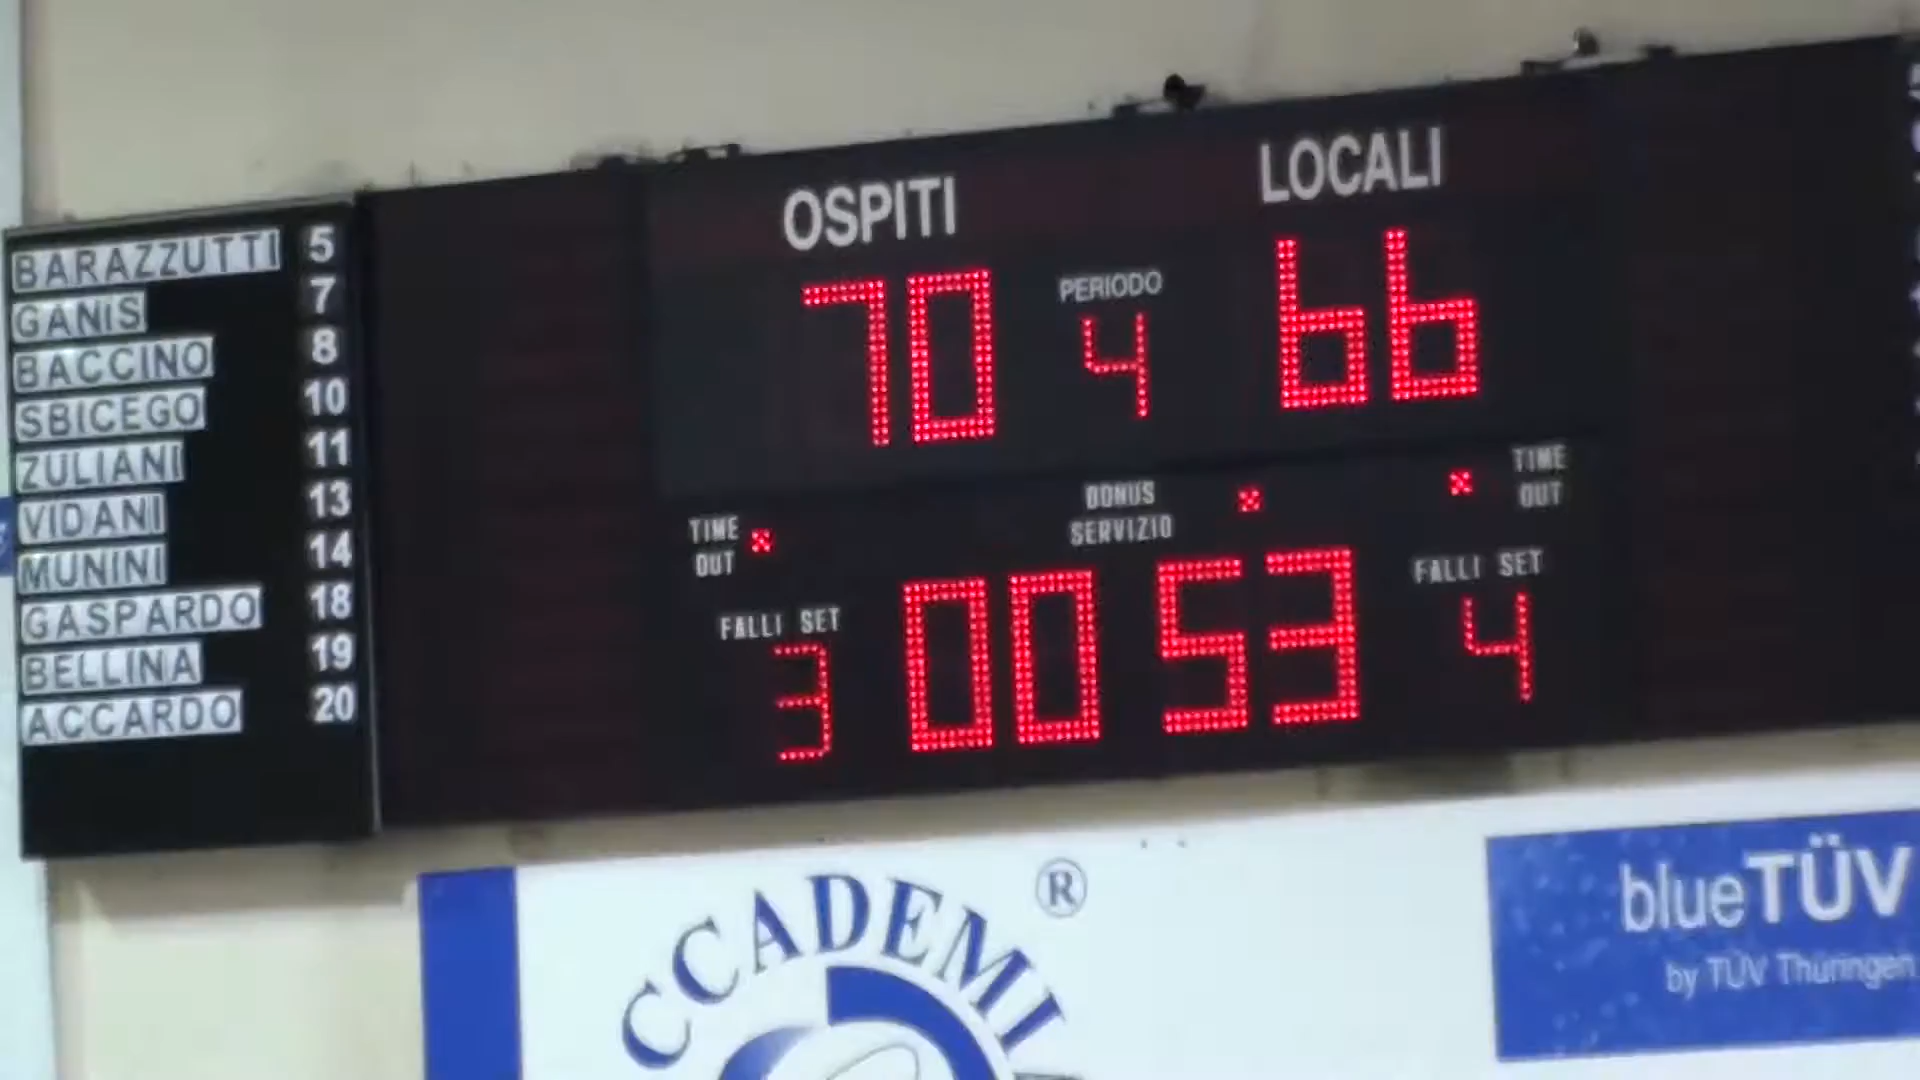 BARAZZUTTI 5
GANiS 7
BACCINO 8
SBICEGO 10
ZULIANI 11
VIDANI 13
MUNINI 14
GASPARDO 18
BELLINA 19
ACCARDO 20
OSPITI
LOCALI
70
PERIODO
4
66
TIME
OUT
BONUS
SERVIZIO
TIME
OUT
FALLI SET
FALLI SET
3
00
53
4
CCADEMI
®
blueTÜV
by TÜV Thüringen